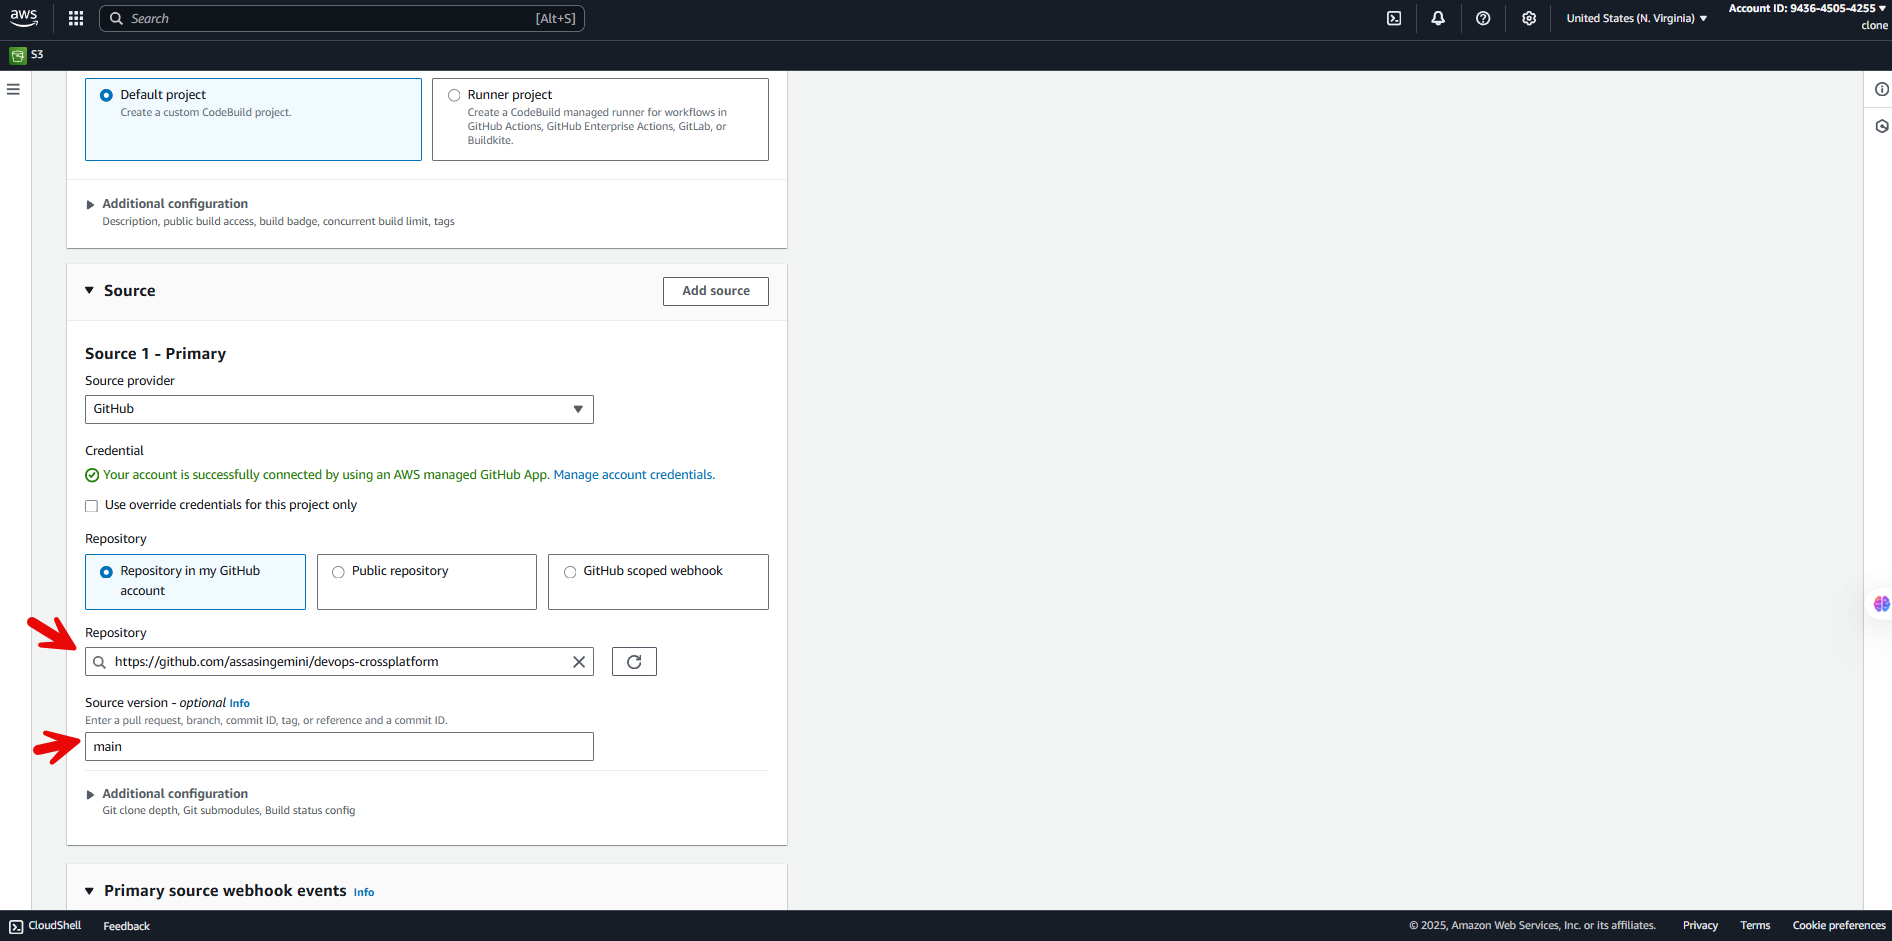 aws
Search
[Alt+S]
United States (N. Virginia)
Account ID: 9436-4505-4255
clone
S3
Default project
Create a custom CodeBuild project.
Runner project
Create a CodeBuild managed runner for workflows in
GitHub Actions, GitHub Enterprise Actions, GitLab, or
Buildkite.
Additional configuration
Description, public build access, build badge, concurrent build limit, tags
Source
Add source
Source 1 - Primary
Source provider
GitHub
Credential
Your account is successfully connected by using an AWS managed GitHub App. Manage account credentials.
Use override credentials for this project only
Repository
Repository in my GitHub
account
Public repository
GitHub scoped webhook
Repository
https://github.com/assasingemini/devops-crossplatform
Source version - optional Info
Enter a pull request, branch, commit ID, tag, or reference and a commit ID.
main
Additional configuration
Git clone depth, Git submodules, Build status config
Primary source webhook events Info
CloudShell
Feedback
© 2025, Amazon Web Services, Inc. or its affiliates.
Privacy
Terms
Cookie preferences